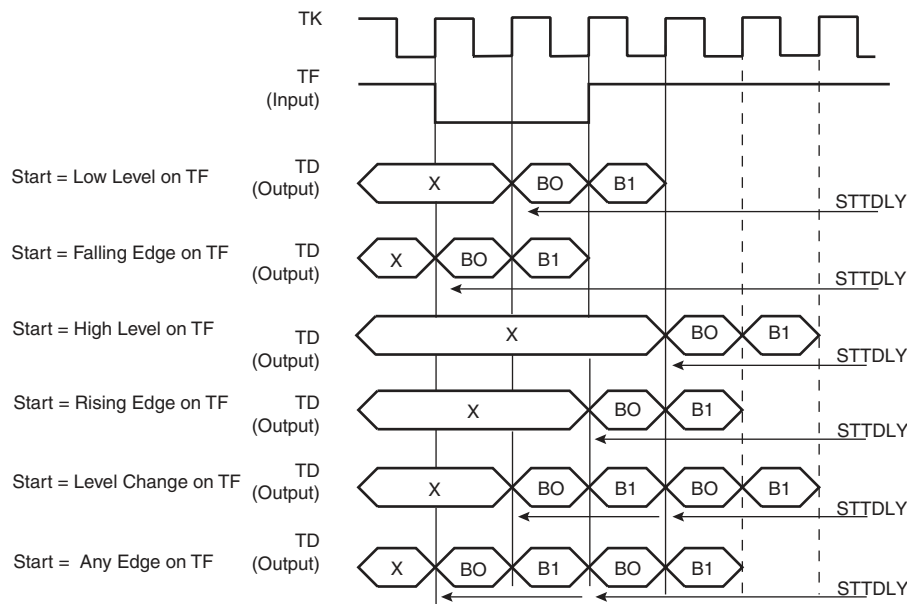 TK
TF
(Input)
Start = Low Level on TF
TD
(Output)
X
BO
B1
STTDLY
Start = Falling Edge on TF
TD
(Output)
X
BO
B1
STTDLY
Start = High Level on TF
TD
(Output)
X
BO
B1
STTDLY
Start = Rising Edge on TF
TD
(Output)
X
BO
B1
STTDLY
Start = Level Change on TF
TD
(Output)
X
BO
B1
BO
B1
STTDLY
Start = Any Edge on TF
TD
(Output)
X
BO
B1
BO
B1
STTDLY